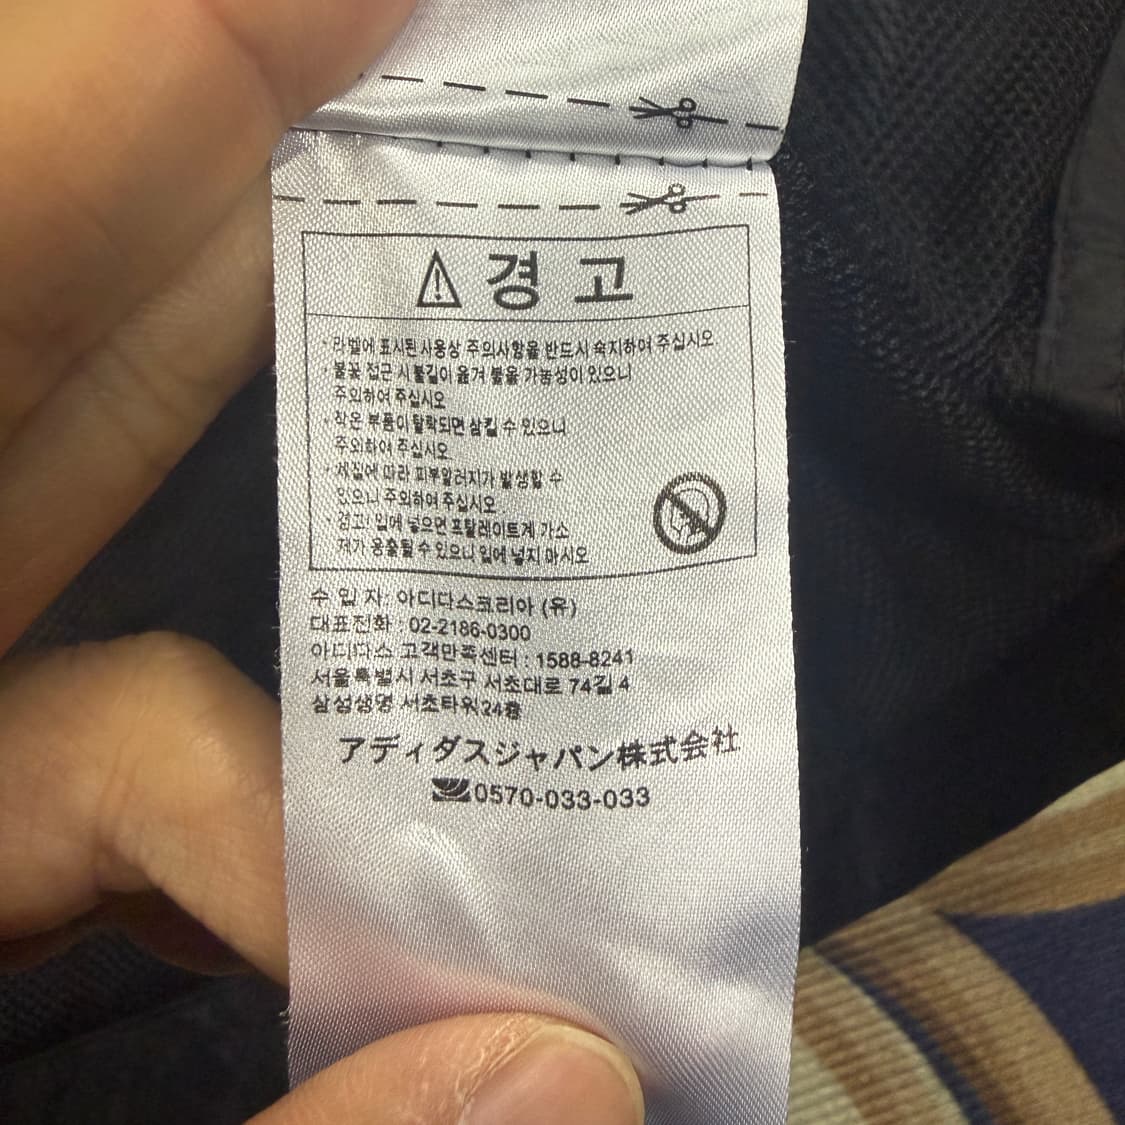 경고
· 라벨에 표시된 사용상 주의사항을 반드시 숙지하여 주십시오
· 불꽃 접근 시 불길이 옮겨 붙을 가능성이 있으니
주의하여 주십시오
· 작은 부품이 탈락되면 삼킬 수 있으니
주의하여 주십시오
· 체질에 따라 피부알러지가 발생할 수
있으니 주의하여 주십시오
· 경고! 입에 넣으면 프탈레이트계 가소
제가 용출될 수 있으니 입에 넣지 마시오
수 입 자: 아디다스코리아 (유)
대표전화 : 02-2186-0300
아디다스 고객만족센터 : 1588-8241
서울특별시 서초구 서초대로 74길 4
삼성생명 서초타워 24층
アディダスジャパン株式会社
0570-033-033